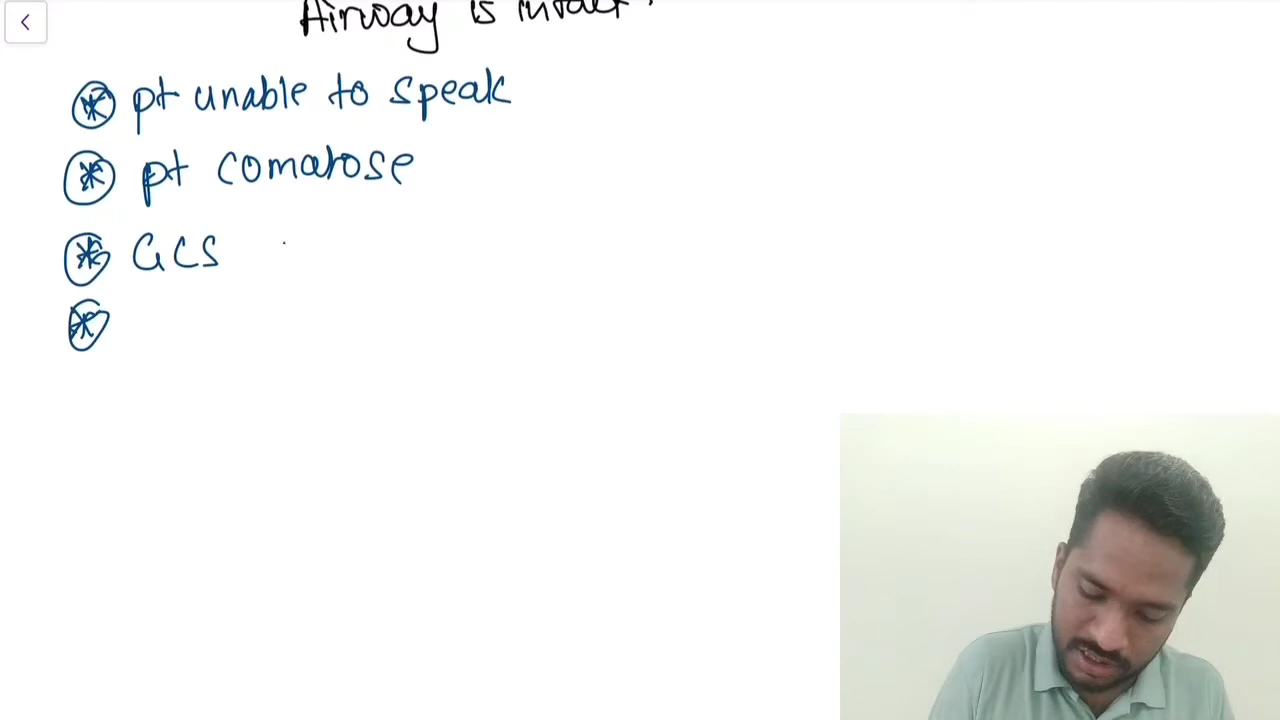 Airway is intact
pt unable to speak
pt comatose
GCS